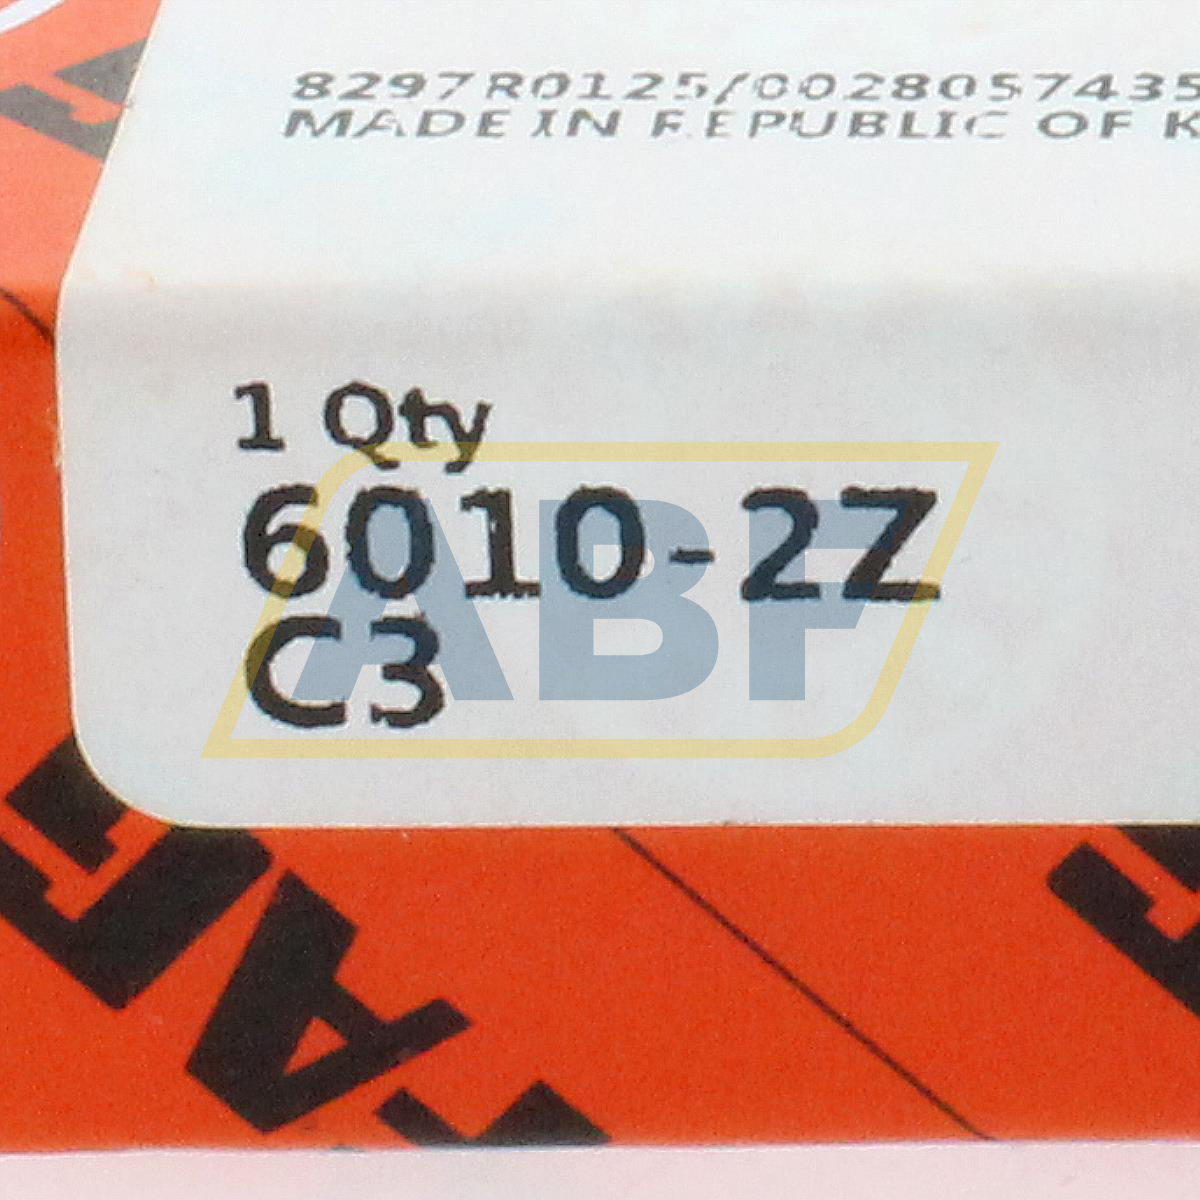 8297R0125/0028057435
MADE IN REPUBLIC OF K
1 Qty
6010-2Z
C3
ABF